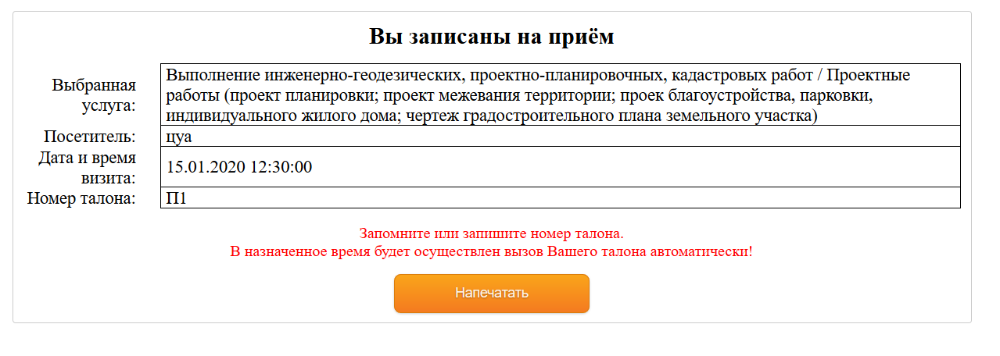 Вы записаны на приём
Выбранная
услуга:
Выполнение инженерно-геодезических, проектно-планировочных, кадастровых работ / Проектные
работы (проект планировки; проект межевания территории; проек благоустройства, парковки,
индивидуального жилого дома; чертеж градостроительного плана земельного участка)
Посетитель:
цуа
Дата и время
визита:
15.01.2020 12:30:00
Номер талона:
П1
Запомните или запишите номер талона.
В назначенное время будет осуществлен вызов Вашего талона автоматически!
Напечатать